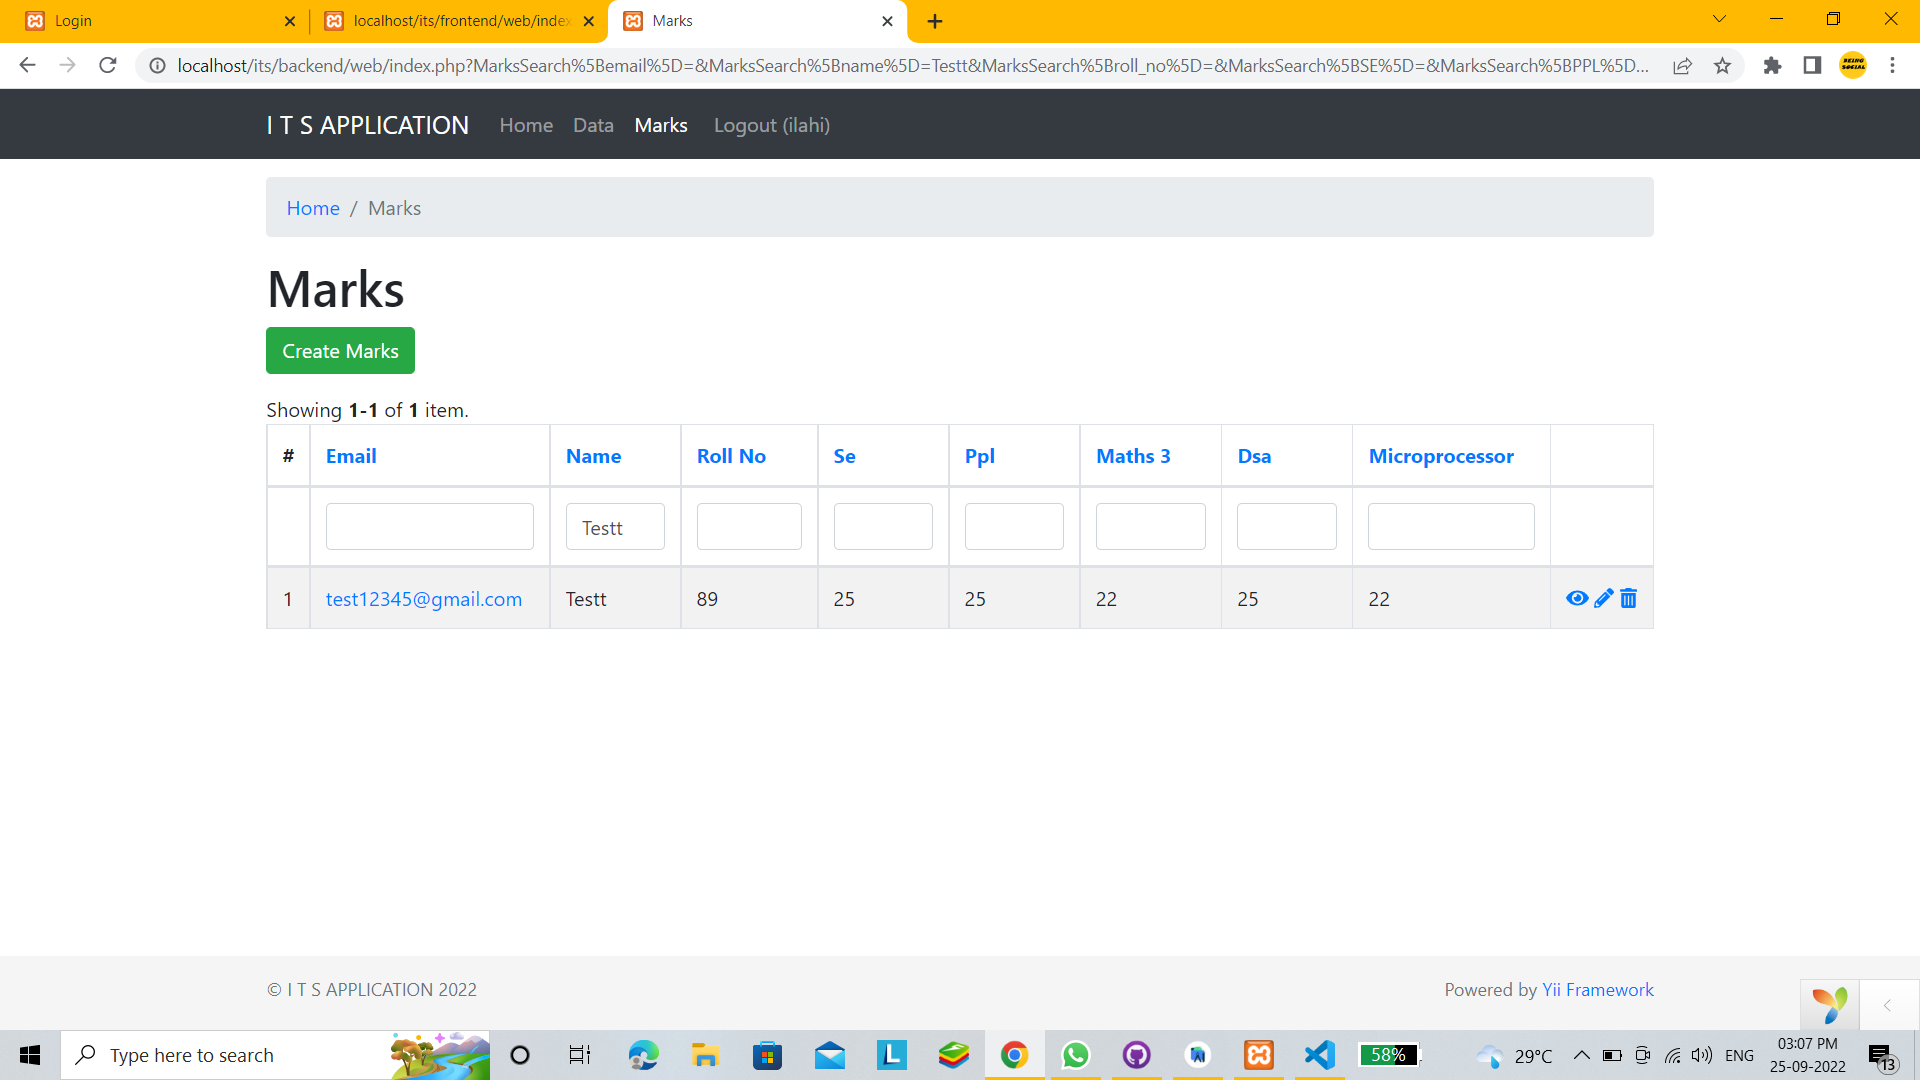 Login
localhost/its/frontend/web/index
Marks
localhost/its/backend/web/index.php?MarksSearch%5Bemail%5D=&MarksSearch%5Bname%5D=Testt&MarksSearch%5Broll_no%5D=&MarksSearch%5BSE%5D=&MarksSearch%5BPPL%5D...
BEING SOCIAL
I T S APPLICATION Home Data Marks Logout (ilahi)
Home / Marks
Marks
Create Marks
Showing 1-1 of 1 item.
# Email Name Roll No Se Ppl Maths 3 Dsa Microprocessor
Testt
1 test12345@gmail.com Testt 89 25 25 22 25 22
© I T S APPLICATION 2022 Powered by Yii Framework
Type here to search
L
58%
29°C
ENG
03:07 PM
25-09-2022
13